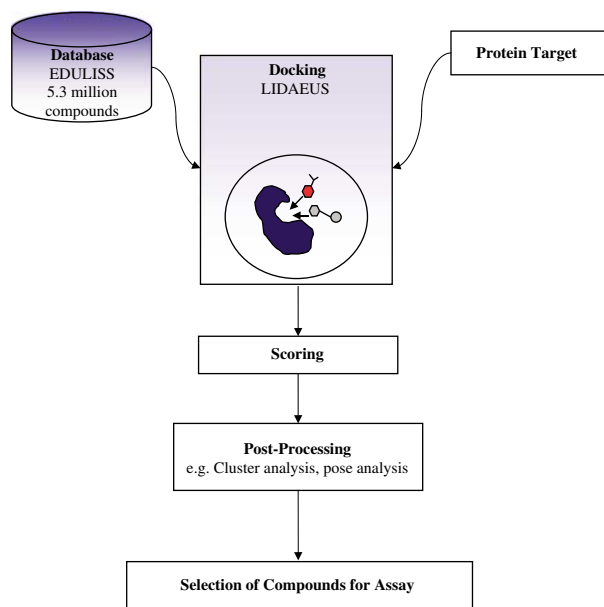 Database
EDULISS
5.3 million
compounds
Docking
LIDAEUS
Protein Target
Scoring
Post-Processing
e.g. Cluster analysis, pose analysis
Selection of Compounds for Assay